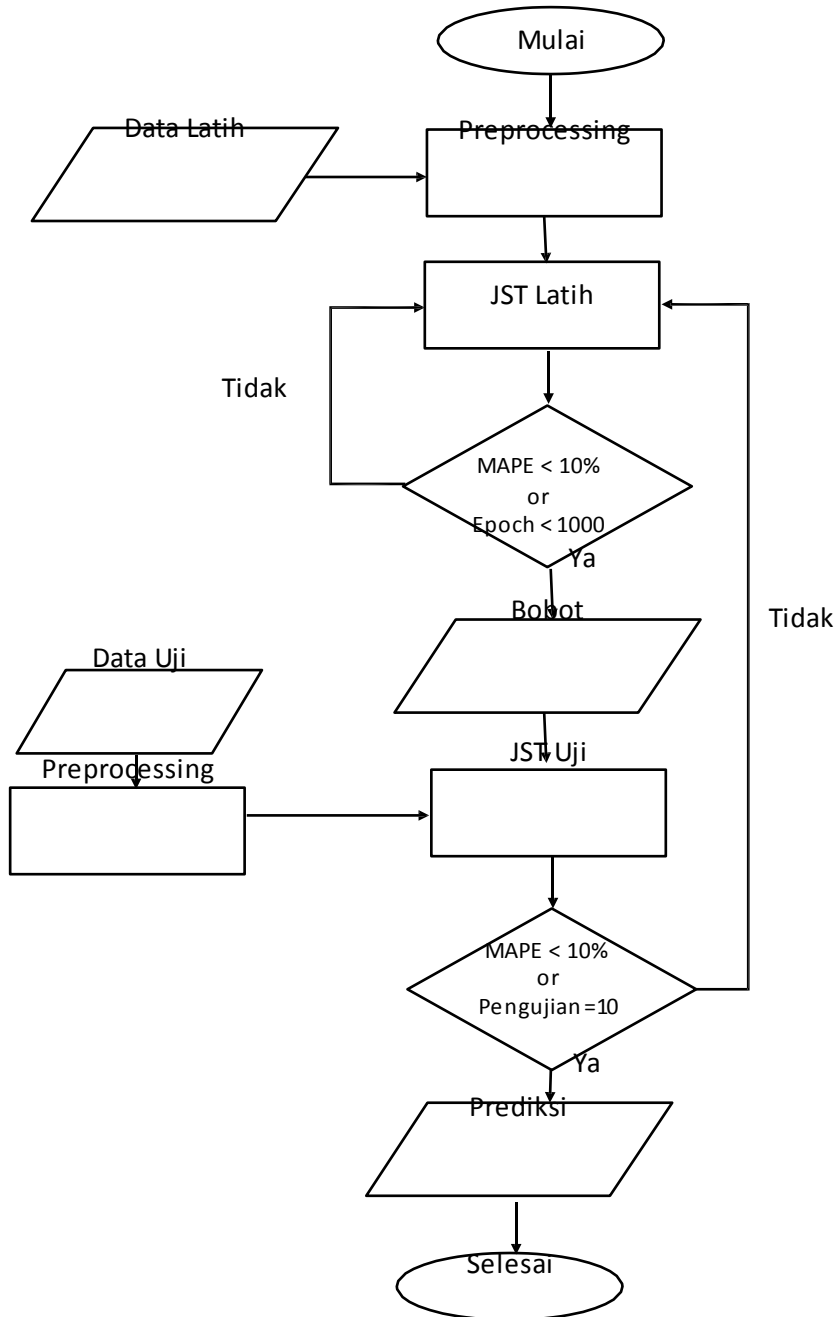 Mulai
Data Latih
Preprocessing
JST Latih
Tidak
MAPE < 10%
or
Epoch < 1000
Ya
Bobot
Tidak
Data Uji
Preprocessing
JST Uji
MAPE < 10%
or
Pengujian =10
Ya
Prediksi
Selesai